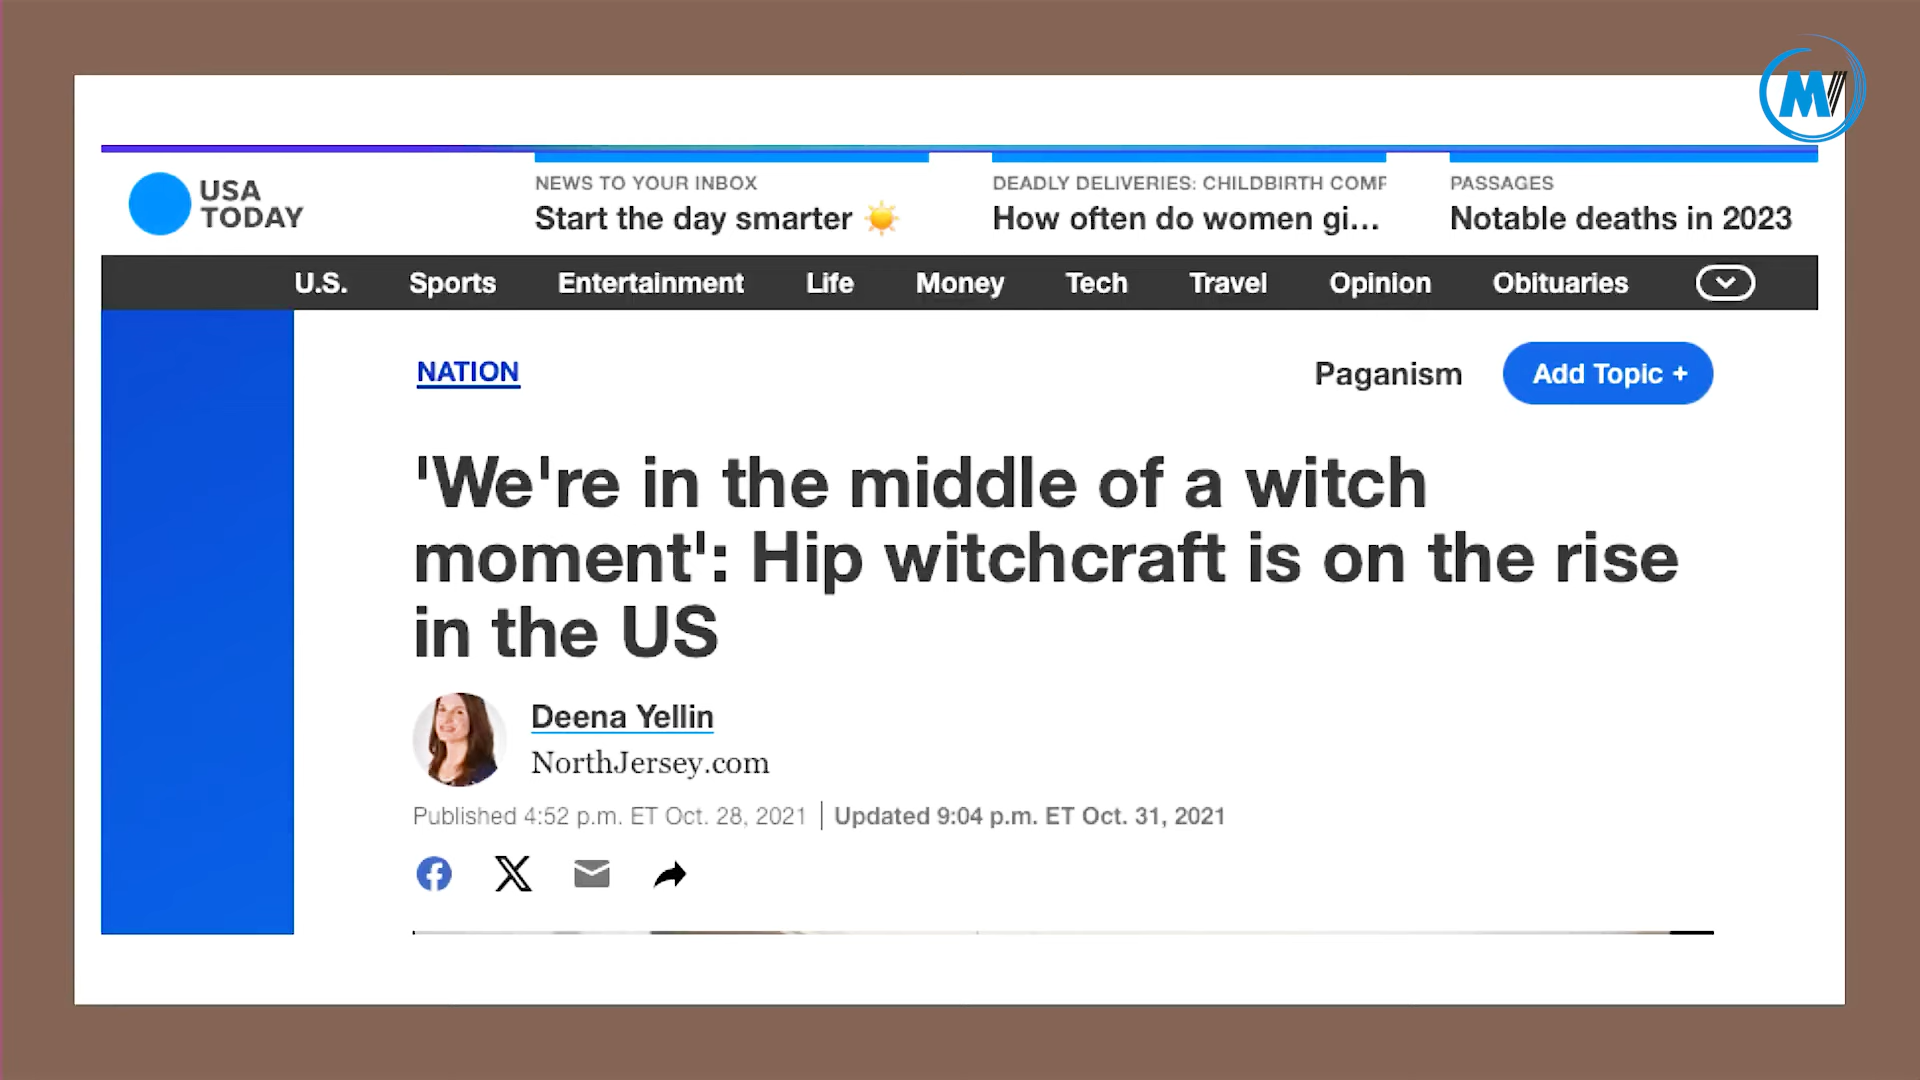 MV
USA
TODAY
NEWS TO YOUR INBOX
Start the day smarter ☀️
DEADLY DELIVERIES: CHILDBIRTH COMP
How often do women gi...
PASSAGES
Notable deaths in 2023
U.S. Sports Entertainment Life Money Tech Travel Opinion Obituaries
NATION
Paganism Add Topic +
'We're in the middle of a witch
moment': Hip witchcraft is on the rise
in the US
Deena Yellin
NorthJersey.com
Published 4:52 p.m. ET Oct. 28, 2021 | Updated 9:04 p.m. ET Oct. 31, 2021